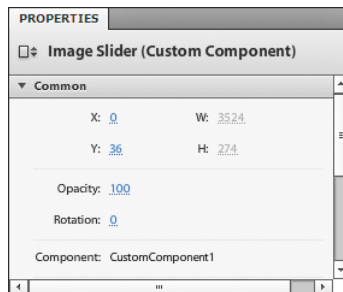 PROPERTIES
Image Slider (Custom Component)
Common
X: 0 W: 3524
Y: 36 H: 274
Opacity: 100
Rotation: 0
Component: CustomComponent1